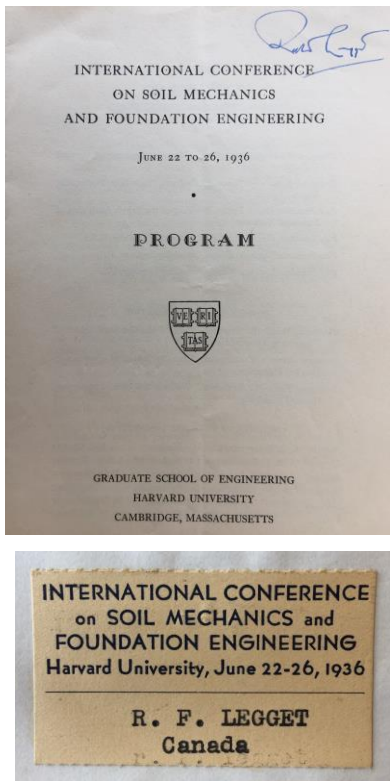 INTERNATIONAL CONFERENCE
ON SOIL MECHANICS
AND FOUNDATION ENGINEERING
JUNE 22 TO 26, 1936
PROGRAM
VE RI
TAS
GRADUATE SCHOOL OF ENGINEERING
HARVARD UNIVERSITY
CAMBRIDGE, MASSACHUSETTS
INTERNATIONAL CONFERENCE
on SOIL MECHANICS and
FOUNDATION ENGINEERING
Harvard University, June 22-26, 1936
R. F. LEGGET
Canada